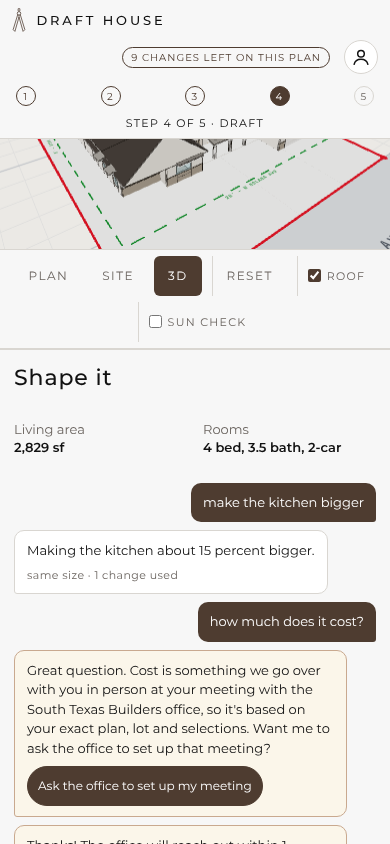 DRAFT HOUSE
9 CHANGES LEFT ON THIS PLAN
1 2 3 4 5
STEP 4 OF 5 · DRAFT
PLAN SITE 3D RESET ROOF
SUN CHECK
Shape it
Living area Rooms
2,829 sf 4 bed, 3.5 bath, 2-car
make the kitchen bigger
Making the kitchen about 15 percent bigger.
same size · 1 change used
how much does it cost?
Great question. Cost is something we go over
with you in person at your meeting with the
South Texas Builders office, so it's based on
your exact plan, lot and selections. Want me to
ask the office to set up that meeting?
Ask the office to set up my meeting
Thanks! The office will reach out within 1